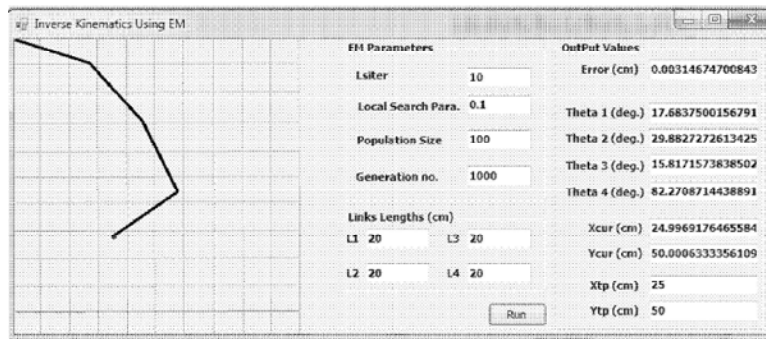 Inverse Kinematics Using EM
EM Parameters
Lsiter 10
Local Search Para. 0.1
Population Size 100
Generation no. 1000
Links Lengths (cm)
L1 20 L3 20
L2 20 L4 20
Run
OutPut Values
Error (cm) 0.00314674700843
Theta 1 (deg.) 17.6837500156791
Theta 2 (deg.) 29.8827272613425
Theta 3 (deg.) 15.8171573838502
Theta 4 (deg.) 82.2708714438891
Xcur (cm) 24.9969176465584
Ycur (cm) 50.0006333356109
Xtp (cm) 25
Ytp (cm) 50